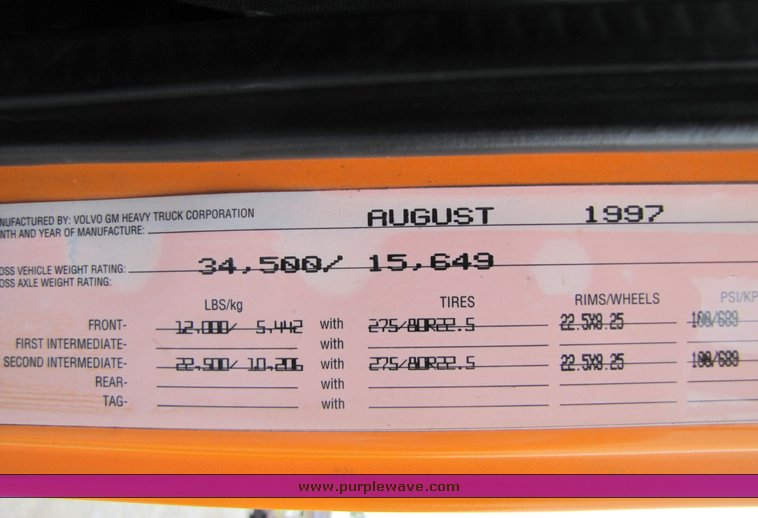 NUFACTURED BY: VOLVO GM HEAVY TRUCK CORPORATION
NTH AND YEAR OF MANUFACTURE: AUGUST 1997
OSS VEHICLE WEIGHT RATING: 34,500/ 15,649
OSS AXLE WEIGHT RATING:
LBS/kg TIRES RIMS/WHEELS PSI/KP
FRONT- 12,000/ 5,442 with 275/80R22.5 22.5X8.25 100/689
FIRST INTERMEDIATE- with
SECOND INTERMEDIATE- 22,500/ 10,206 with 275/80R22.5 22.5X8.25 100/689
REAR- with
TAG- with
www.purplewave.com